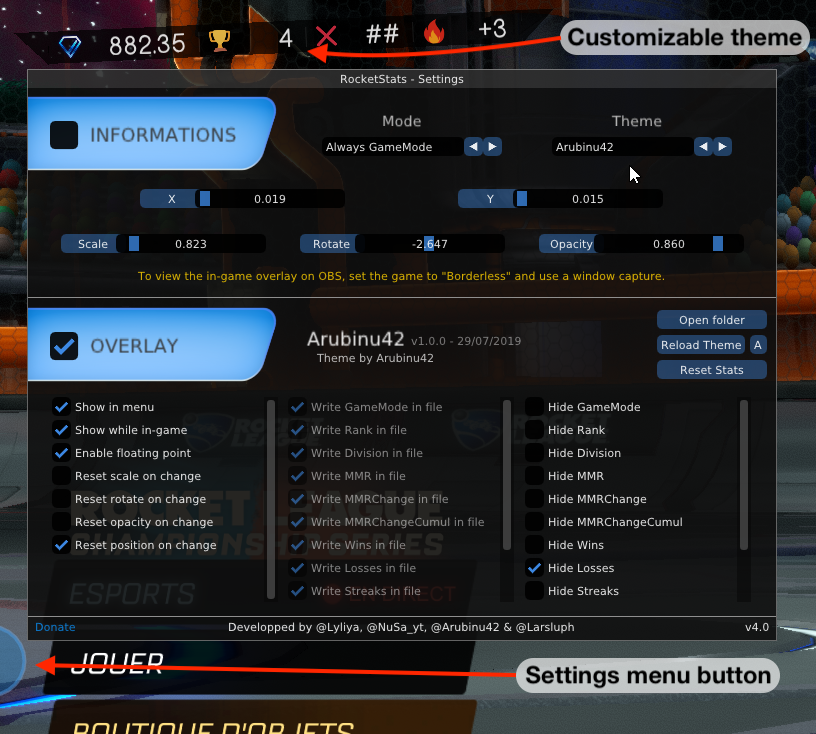 882.35 4 ## +3
Customizable theme
RocketStats - Settings
INFORMATIONS
Mode Theme
Always GameMode Arubinu42
X 0.019 Y 0.015
Scale 0.823 Rotate -2.647 Opacity 0.860
To view the in-game overlay on OBS, set the game to "Borderless" and use a window capture.
OVERLAY
Arubinu42 v1.0.0 - 29/07/2019
Theme by Arubinu42
Open folder
Reload Theme A
Reset Stats
Show in menu
Show while in-game
Enable floating point
Reset scale on change
Reset rotate on change
Reset opacity on change
Reset position on change
Write GameMode in file
Write Rank in file
Write Division in file
Write MMR in file
Write MMRChange in file
Write MMRChangeCumul in file
Write Wins in file
Write Losses in file
Write Streaks in file
Hide GameMode
Hide Rank
Hide Division
Hide MMR
Hide MMRChange
Hide MMRChangeCumul
Hide Wins
Hide Losses
Hide Streaks
ROCKET LEAGUE
CHAMPIONSHIP SERIES
ESPORTS EN DIRECT
Donate Developped by @Lyliya, @NuSa_yt, @Arubinu42 & @Larsluph v4.0
JOUER
Settings menu button
BOUTIQUE D'OBJETS